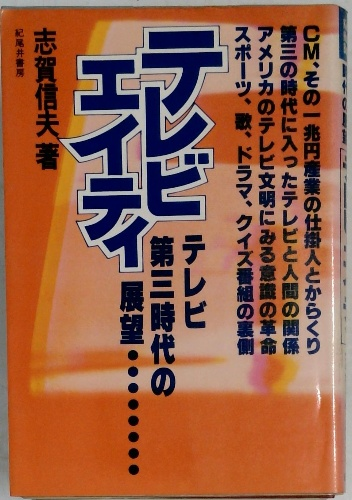 CM、その一兆円産業の仕掛人とからくり
第三の時代に入ったテレビと人間の関係
アメリカのテレビ文明にみる意識の革命
スポーツ、歌、ドラマ、クイズ番組の裏側
テレビ
エイティ
テレビ
第三時代の
展望………
志賀信夫著
紀尾井書房